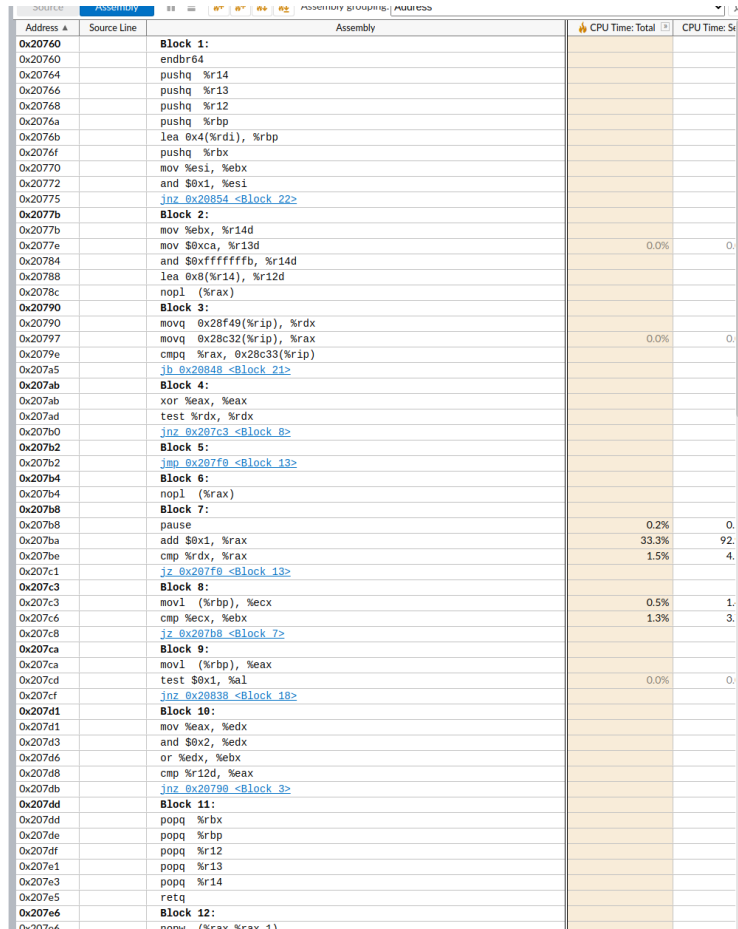 Source Assembly Assembly grouping: Address
Address ▲ Source Line Assembly CPU Time: Total » CPU Time: Se
0x20760 Block 1:
0x20760 endbr64
0x20764 pushq %r14
0x20766 pushq %r13
0x20768 pushq %r12
0x2076a pushq %rbp
0x2076b lea 0x4(%rdi), %rbp
0x2076f pushq %rbx
0x20770 mov %esi, %ebx
0x20772 and $0x1, %esi
0x20775 jnz 0x20854 <Block 22>
0x2077b Block 2:
0x2077b mov %ebx, %r14d
0x2077e mov $0xca, %r13d 0.0% 0.
0x20784 and $0xfffffffb, %r14d
0x20788 lea 0x8(%r14), %r12d
0x2078c nopl (%rax)
0x20790 Block 3:
0x20790 movq 0x28f49(%rip), %rdx
0x20797 movq 0x28c32(%rip), %rax 0.0% 0.
0x2079e cmpq %rax, 0x28c33(%rip)
0x207a5 jb 0x20848 <Block 21>
0x207ab Block 4:
0x207ab xor %eax, %eax
0x207ad test %rdx, %rdx
0x207b0 jnz 0x207c3 <Block 8>
0x207b2 Block 5:
0x207b2 jmp 0x207f0 <Block 13>
0x207b4 Block 6:
0x207b4 nopl (%rax)
0x207b8 Block 7:
0x207b8 pause 0.2% 0.
0x207ba add $0x1, %rax 33.3% 92.
0x207be cmp %rdx, %rax 1.5% 4.
0x207c1 jz 0x207f0 <Block 13>
0x207c3 Block 8:
0x207c3 movl (%rbp), %ecx 0.5% 1.
0x207c6 cmp %ecx, %ebx 1.3% 3.
0x207c8 jz 0x207b8 <Block 7>
0x207ca Block 9:
0x207ca movl (%rbp), %eax
0x207cd test $0x1, %al 0.0% 0.
0x207cf jnz 0x20838 <Block 18>
0x207d1 Block 10:
0x207d1 mov %eax, %edx
0x207d3 and $0x2, %edx
0x207d6 or %edx, %ebx
0x207d8 cmp %r12d, %eax
0x207db jnz 0x20790 <Block 3>
0x207dd Block 11:
0x207dd popq %rbx
0x207de popq %rbp
0x207df popq %r12
0x207e1 popq %r13
0x207e3 popq %r14
0x207e5 retq
0x207e6 Block 12:
0x207e6 nopw (%rax,%rax,1)